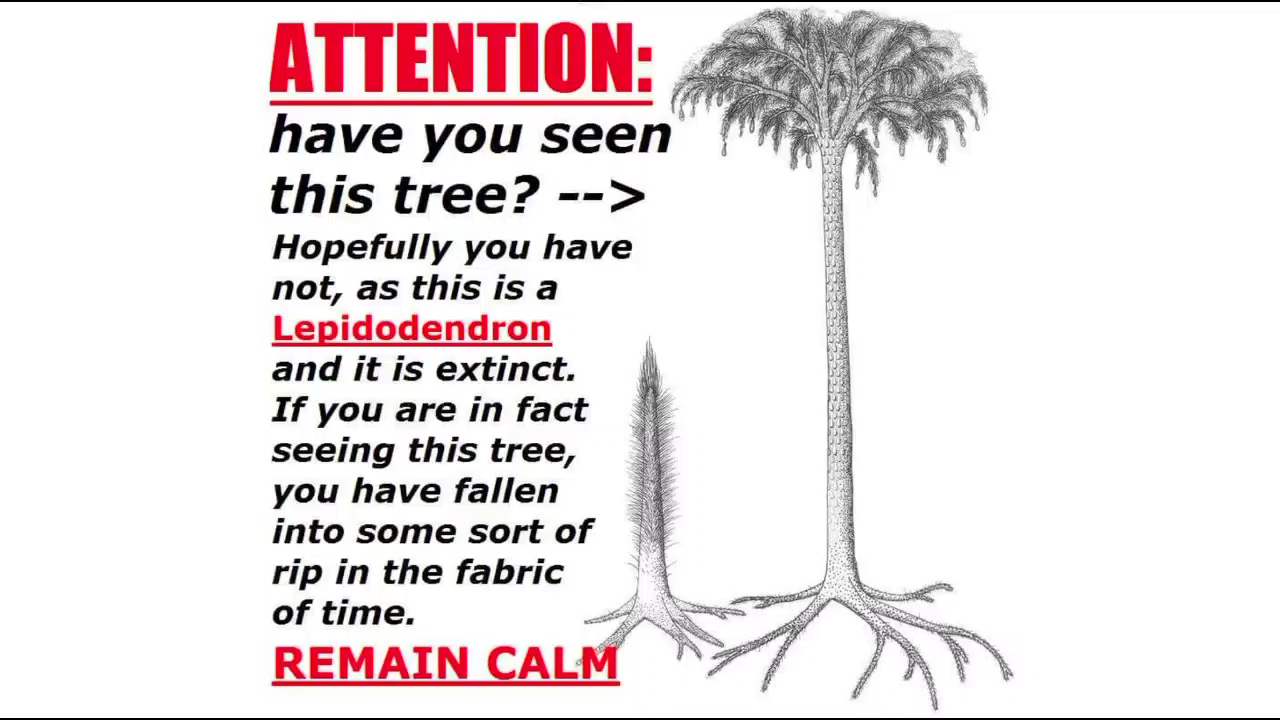 ATTENTION:
have you seen
this tree? -->
Hopefully you have
not, as this is a
Lepidodendron
and it is extinct.
If you are in fact
seeing this tree,
you have fallen
into some sort of
rip in the fabric
of time.
REMAIN CALM